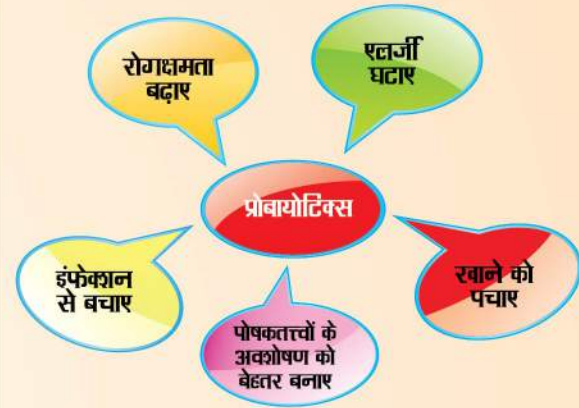 रोगक्षमता
बढ़ाए
एलर्जी
घटाए
प्रोबायोटिक्स
इंफेक्शन
से बचाए
खाने को
पचाए
पोषकतत्त्वों के
अवशोषण को
बेहतर बनाए